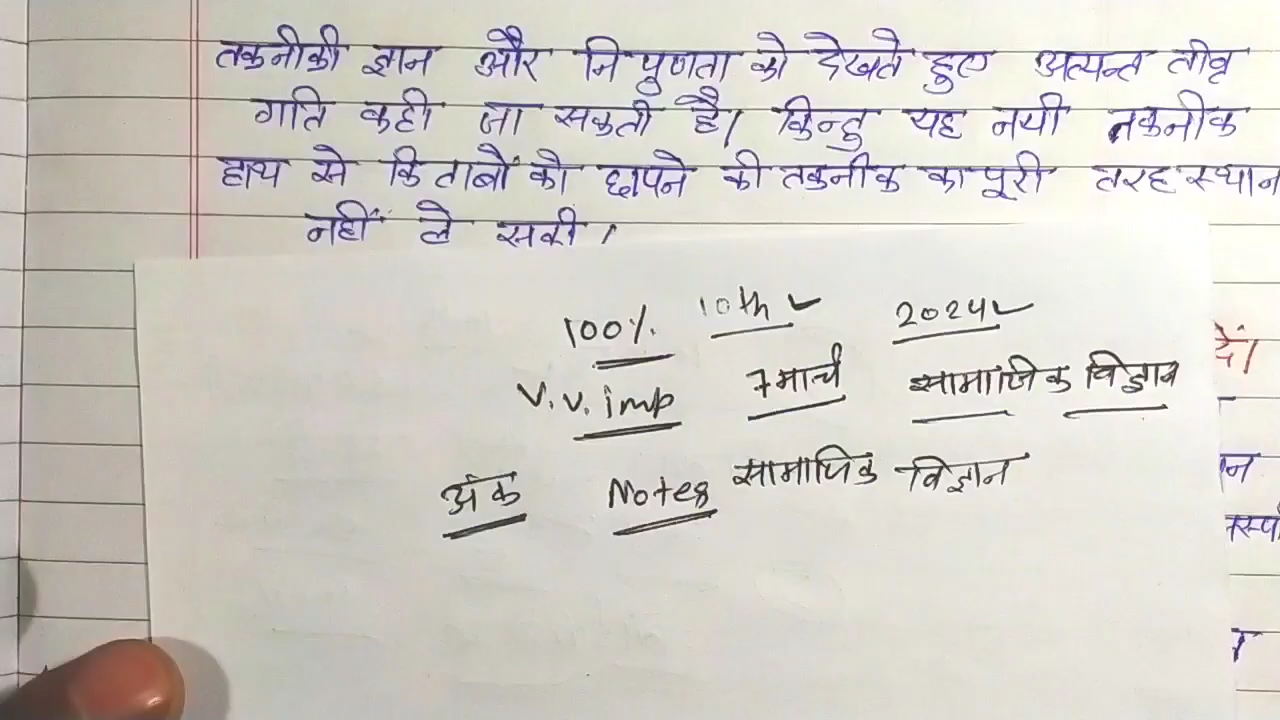 तकनीकी ज्ञान और निपुणता को देखते हुए अत्यन्त तीव्र
गति कही जा सकती है। किन्तु यह नयी तकनीक
हाथ से किताबों को छापने की तकनीक का पूरी तरह स्थान
नहीं ले सकी।
100% 10th 2024
V.V.imp 7 मार्च सामाजिक विज्ञान
अंक Notes सामाजिक विज्ञान